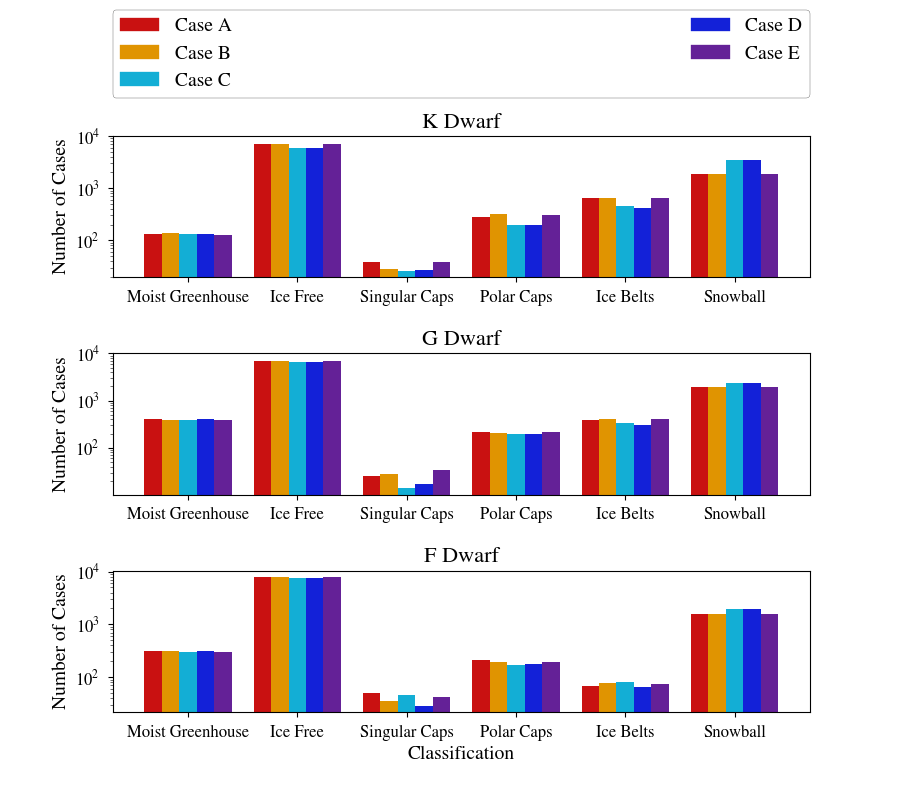 Case A
Case B
Case C
Case D
Case E
K Dwarf
Number of Cases
10^4
10^3
10^2
Moist Greenhouse Ice Free Singular Caps Polar Caps Ice Belts Snowball
G Dwarf
Number of Cases
10^4
10^3
10^2
Moist Greenhouse Ice Free Singular Caps Polar Caps Ice Belts Snowball
F Dwarf
Number of Cases
10^4
10^3
10^2
Moist Greenhouse Ice Free Singular Caps Polar Caps Ice Belts Snowball
Classification